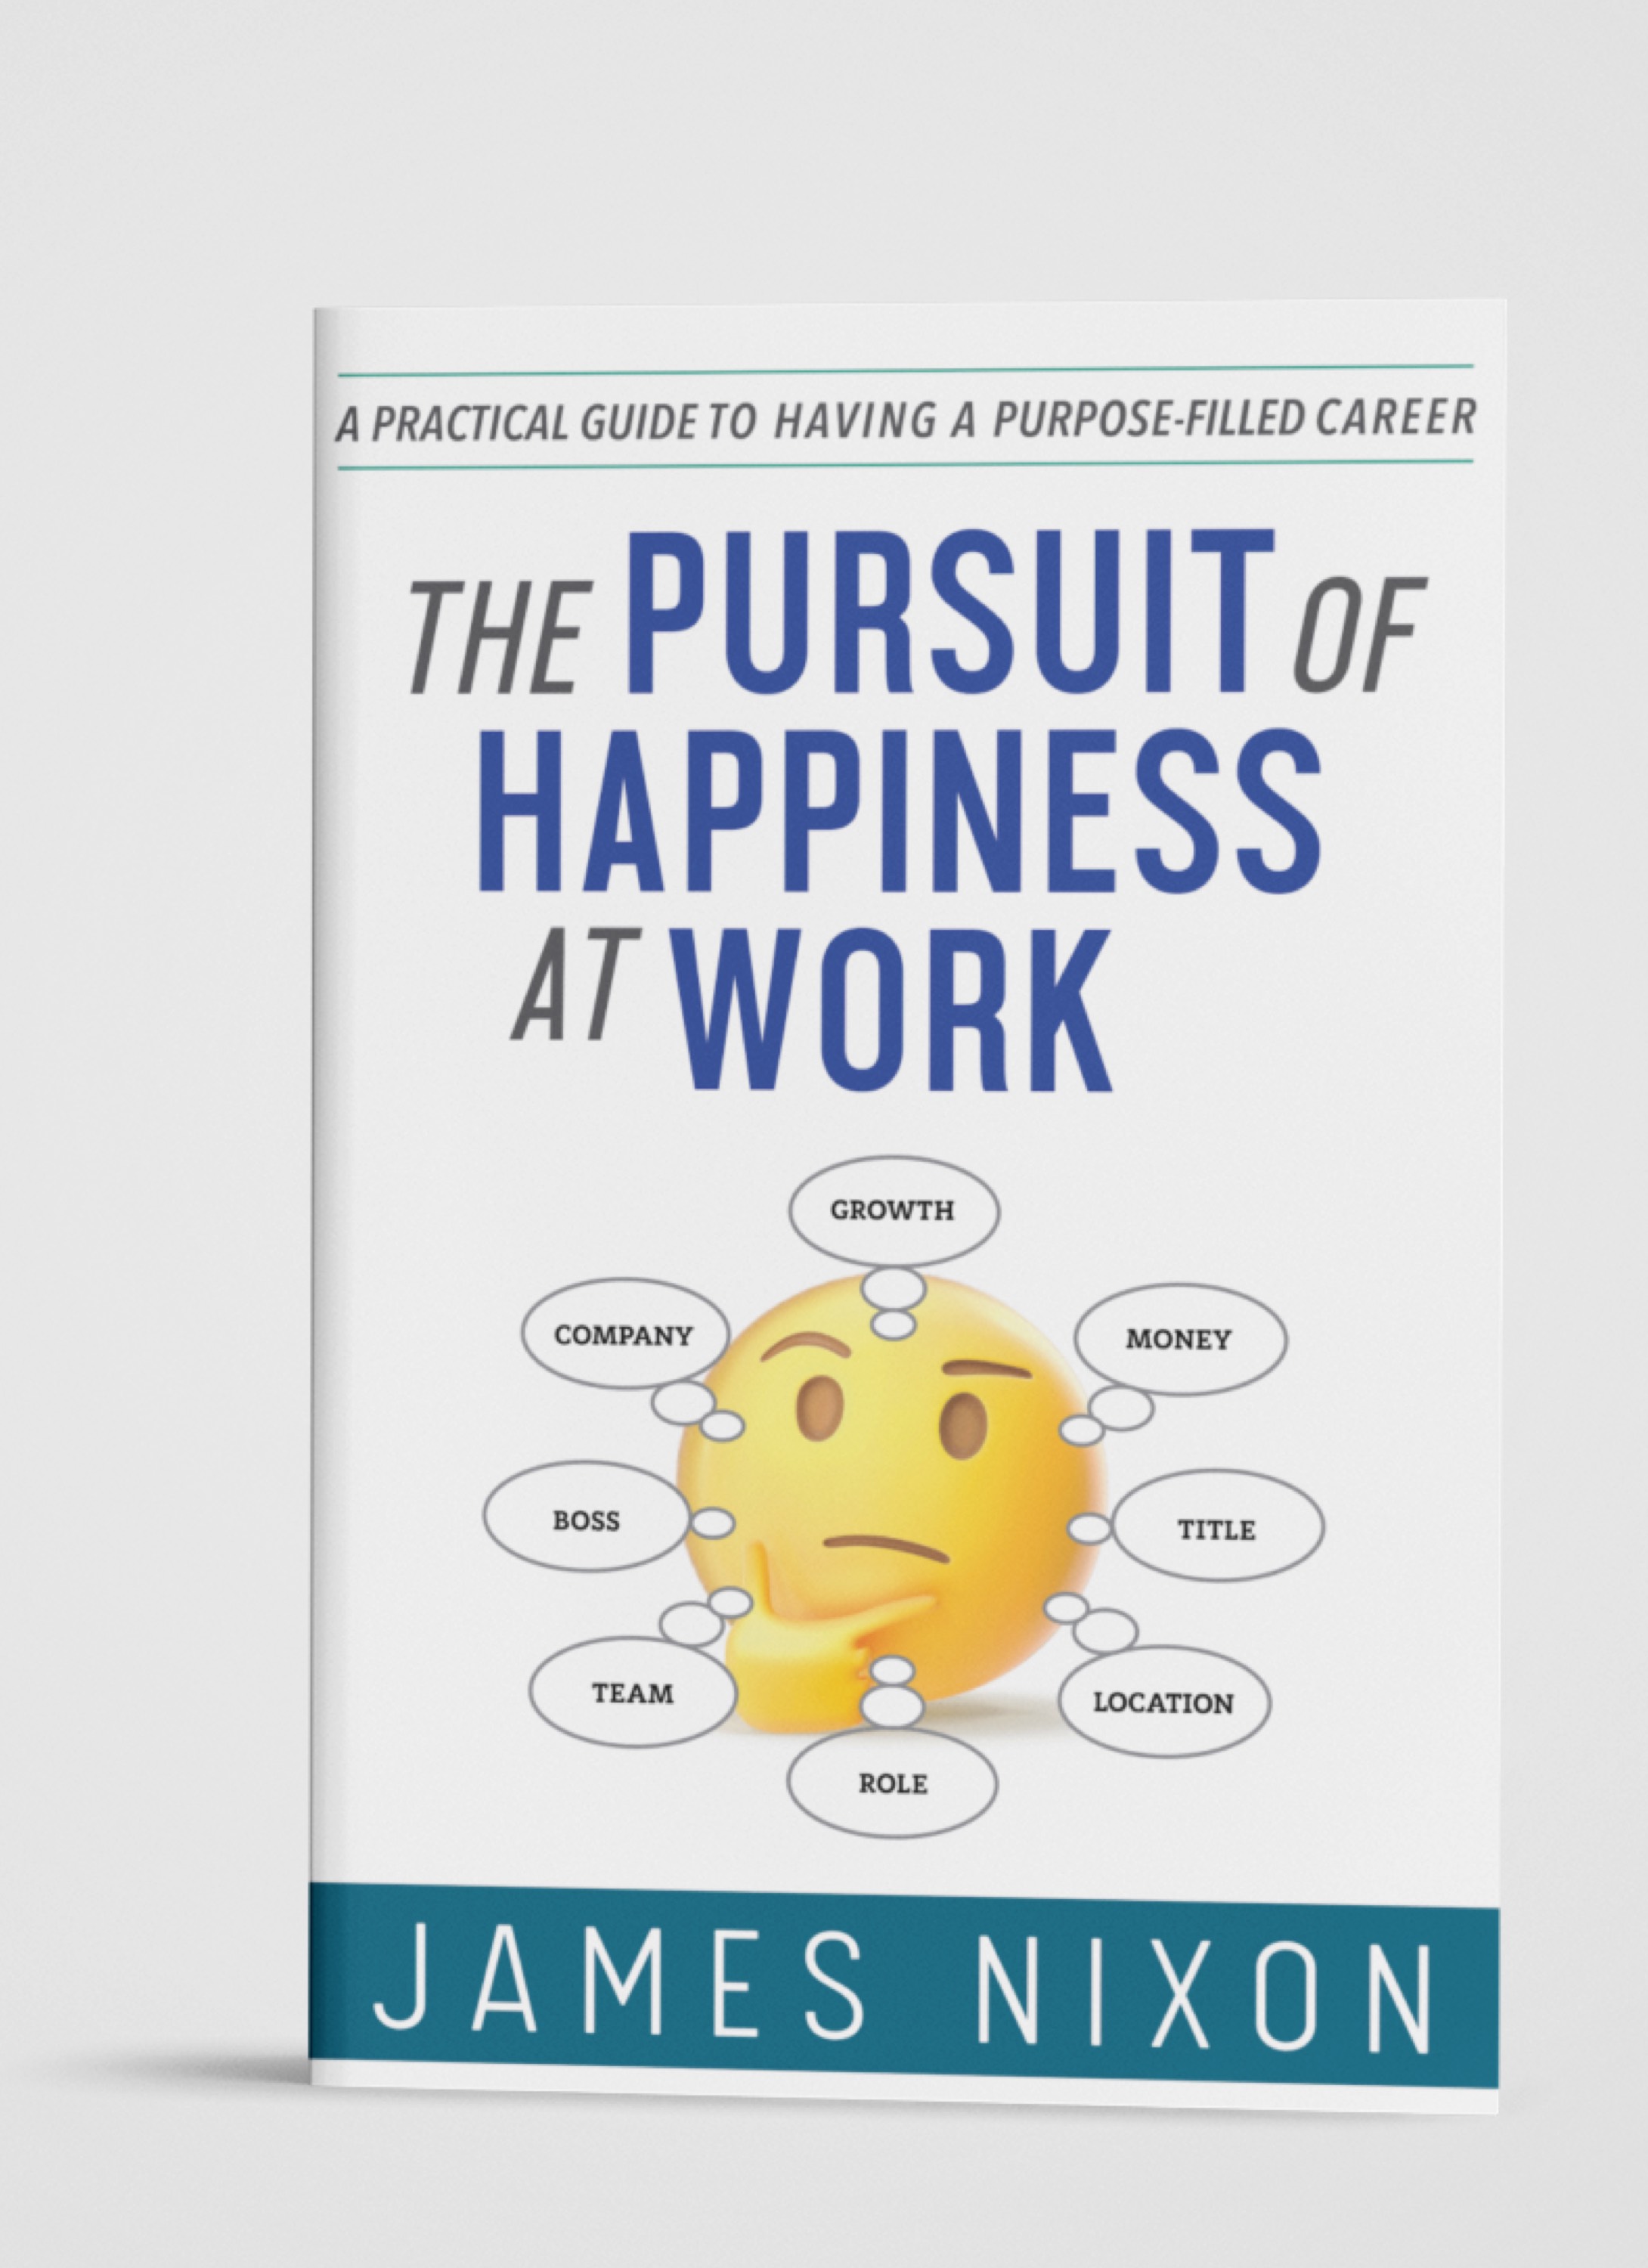 A PRACTICAL GUIDE TO HAVING A PURPOSE-FILLED CAREER
THE PURSUIT OF
HAPPINESS
AT WORK
GROWTH
COMPANY
MONEY
BOSS
TITLE
TEAM
LOCATION
ROLE
JAMES NIXON